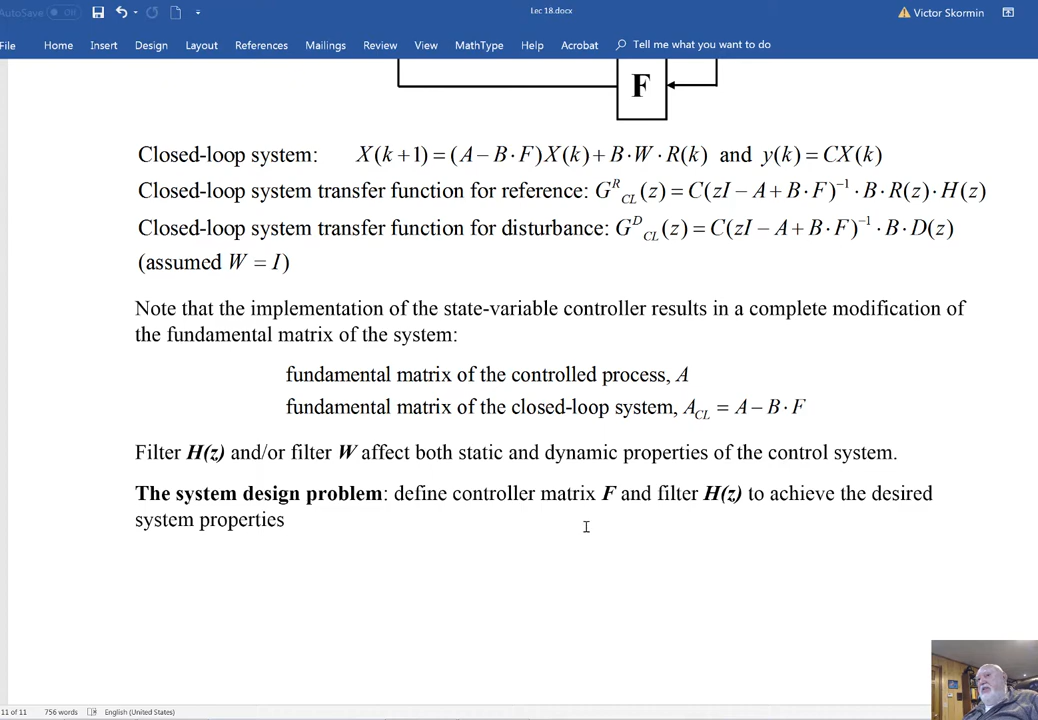 AutoSave Off Lec 18.docx Victor Skormin
File Home Insert Design Layout References Mailings Review View MathType Help Acrobat Tell me what you want to do
F
Closed-loop system: X(k+1)=(A−B·F)X(k)+B·W·R(k) and y(k)=CX(k)
Closed-loop system transfer function for reference: G^R_CL(z)=C(zI−A+B·F)^−1·B·R(z)·H(z)
Closed-loop system transfer function for disturbance: G^D_CL(z)=C(zI−A+B·F)^−1·B·D(z)
(assumed W = I)
Note that the implementation of the state-variable controller results in a complete modification of
the fundamental matrix of the system:
fundamental matrix of the controlled process, A
fundamental matrix of the closed-loop system, A_CL = A−B·F
Filter H(z) and/or filter W affect both static and dynamic properties of the control system.
The system design problem: define controller matrix F and filter H(z) to achieve the desired
system properties
11 of 11 756 words English (United States)